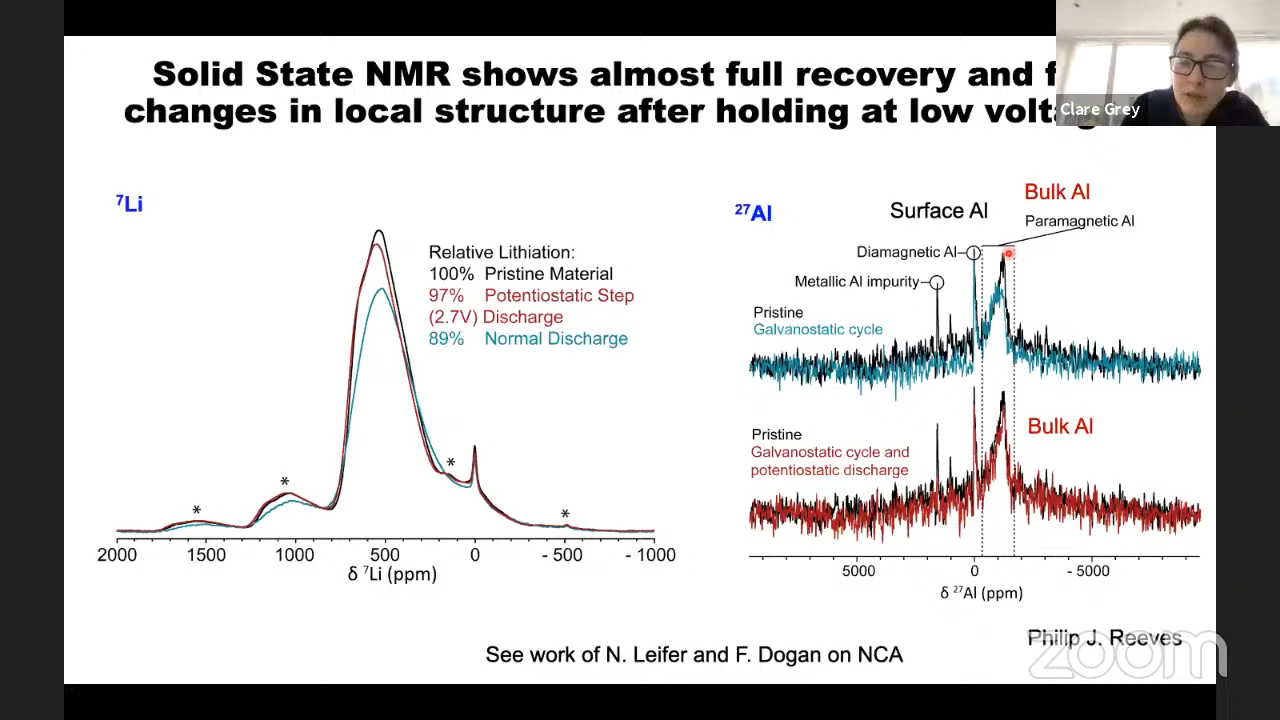 Solid State NMR shows almost full recovery and
changes in local structure after holding at low
Clare Grey
7Li
Relative Lithiation:
100% Pristine Material
97% Potentiostatic Step
(2.7V) Discharge
89% Normal Discharge
*
*
*
*
2000 1500 1000 500 0 - 500 - 1000
δ 7Li (ppm)
27Al
Surface Al
Bulk Al
Paramagnetic Al
Diamagnetic Al
Metallic Al impurity
Pristine
Galvanostatic cycle
Bulk Al
Pristine
Galvanostatic cycle and
potentiostatic discharge
5000 0 - 5000
δ 27Al (ppm)
Philip J. Reeves
See work of N. Leifer and F. Dogan on NCA
zoom